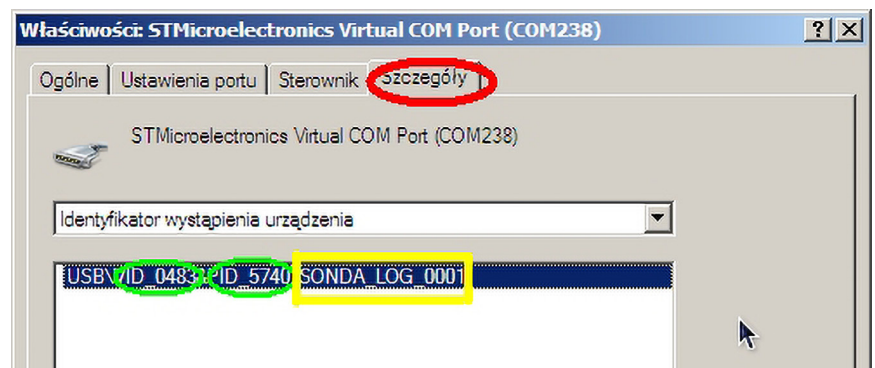 Właściwości: STMicroelectronics Virtual COM Port (COM238)
Ogólne Ustawienia portu Sterownik Szczegóły
STMicroelectronics Virtual COM Port (COM238)
Identyfikator wystąpienia urządzenia
USB\VID_0483&PID_5740\SONDA_LOG_0001